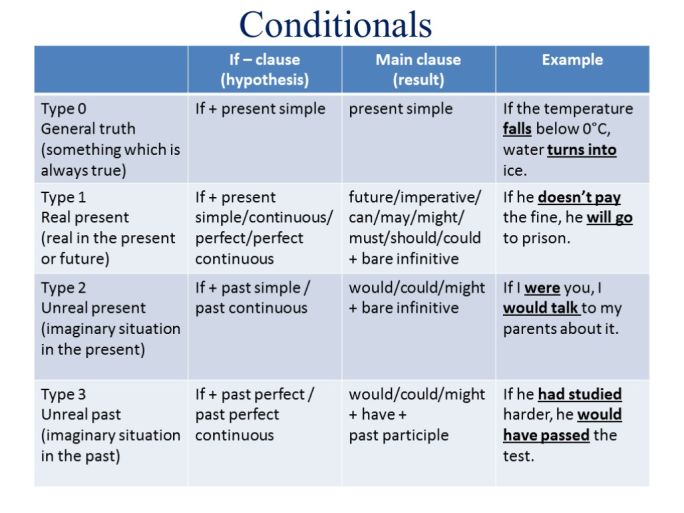 Conditionals
If – clause
(hypothesis)
Main clause
(result)
Example
Type 0
General truth
(something which is
always true)
If + present simple
present simple
If the temperature
falls below 0°C,
water turns into
ice.
Type 1
Real present
(real in the present
or future)
If + present
simple/continuous/
perfect/perfect
continuous
future/imperative/
can/may/might/
must/should/could
+ bare infinitive
If he doesn't pay
the fine, he will go
to prison.
Type 2
Unreal present
(imaginary situation
in the present)
If + past simple /
past continuous
would/could/might
+ bare infinitive
If I were you, I
would talk to my
parents about it.
Type 3
Unreal past
(imaginary situation
in the past)
If + past perfect /
past perfect
continuous
would/could/might
+ have +
past participle
If he had studied
harder, he would
have passed the
test.